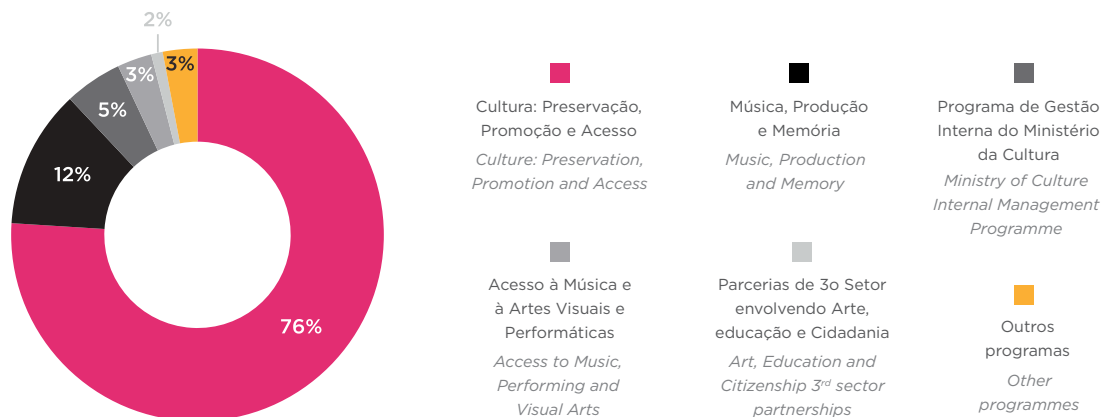 2%
3%
3%
5%
12%
76%
Cultura: Preservação,
Promoção e Acesso
Culture: Preservation,
Promotion and Access
Música, Produção
e Memória
Music, Production
and Memory
Programa de Gestão
Interna do Ministério
da Cultura
Ministry of Culture
Internal Management
Programme
Acesso à Música e
à Artes Visuais e
Performáticas
Access to Music,
Performing and
Visual Arts
Parcerias de 3o Setor
envolvendo Arte,
educação e Cidadania
Art, Education and
Citizenship 3rd sector
partnerships
Outros
programas
Other
programmes